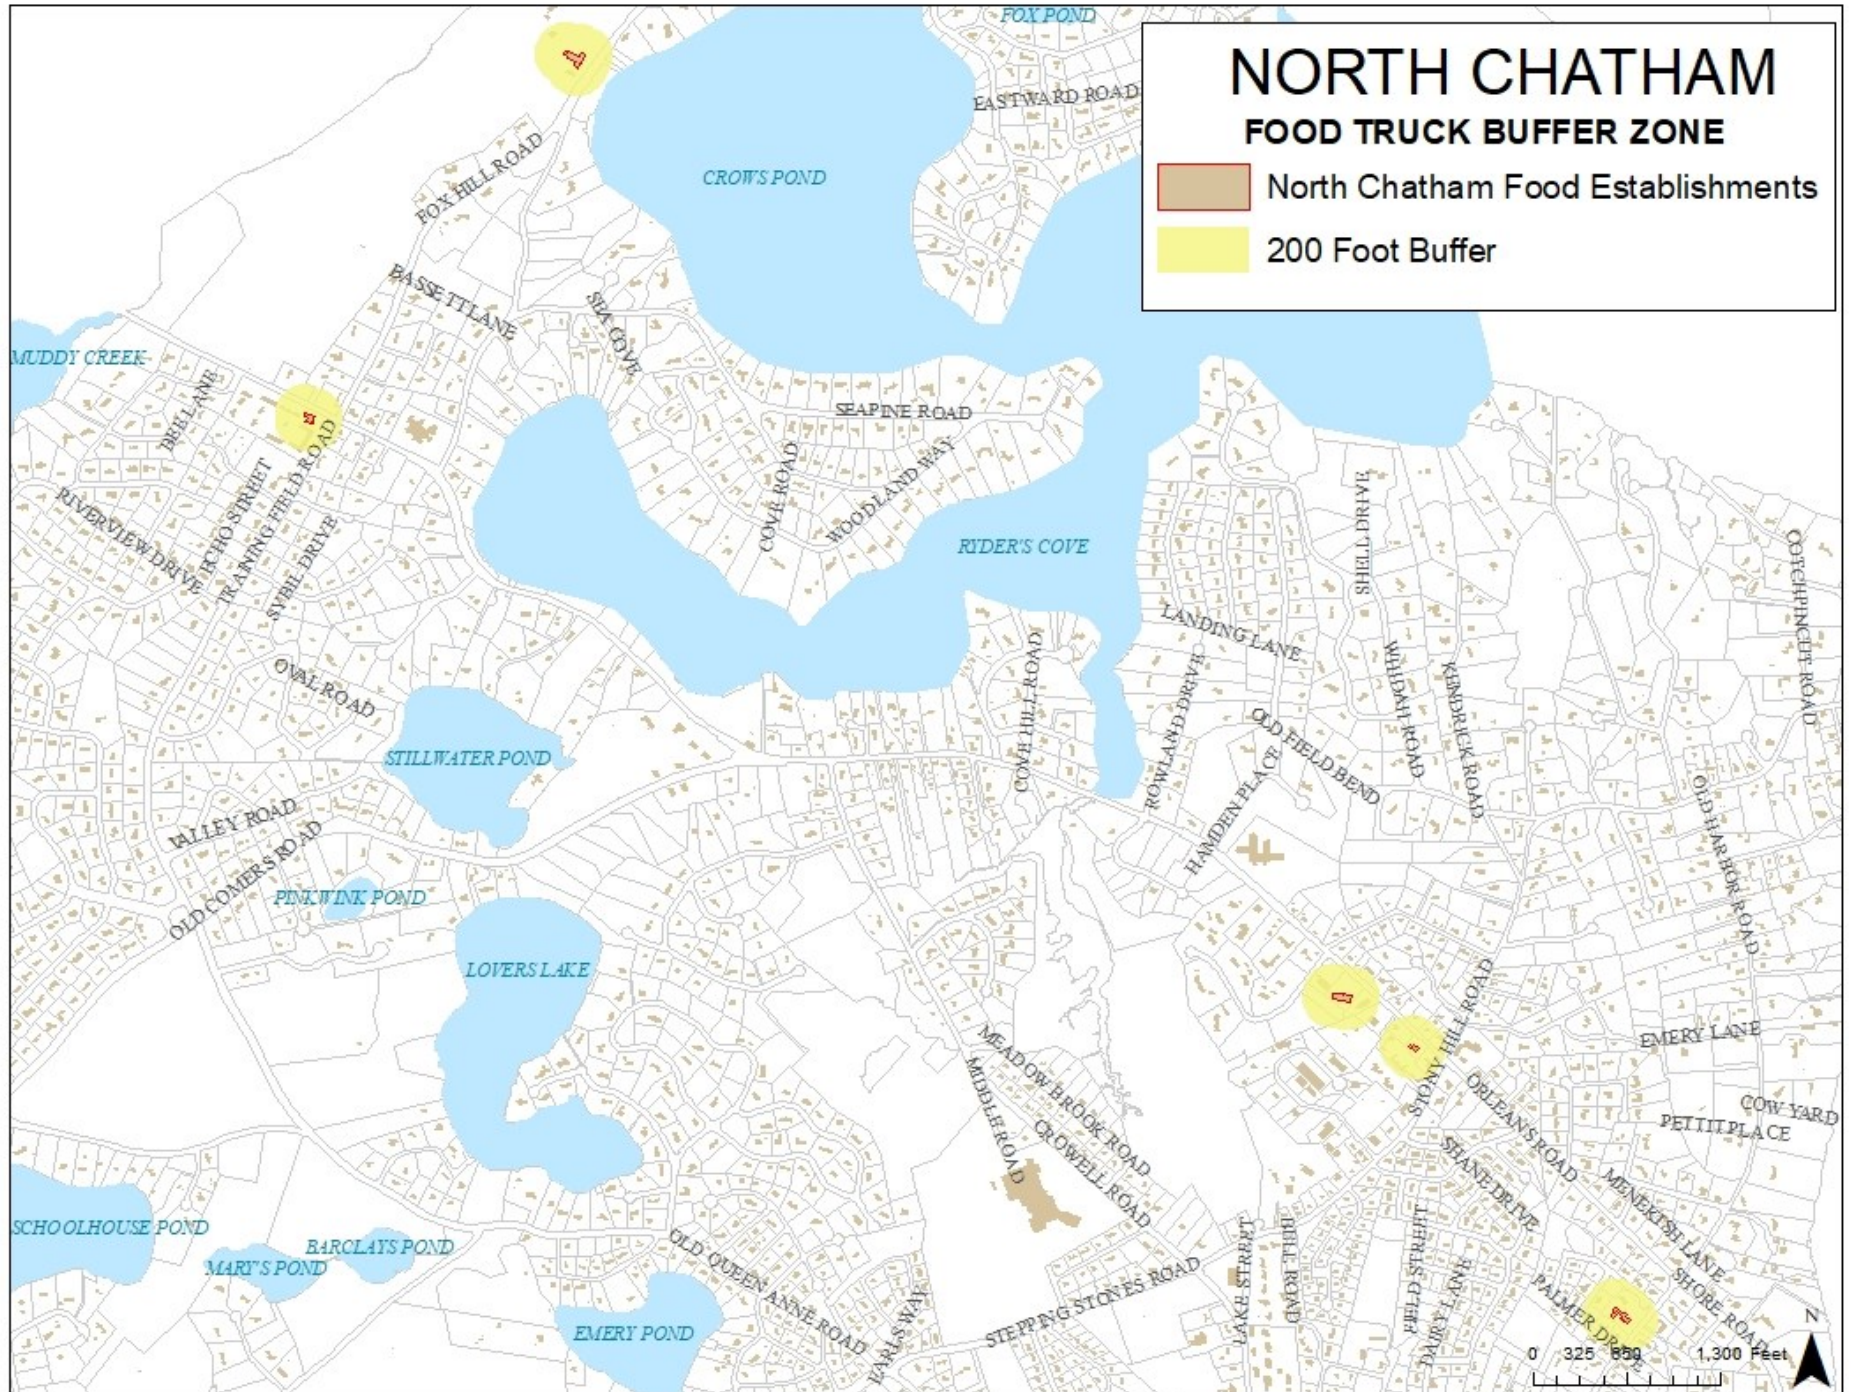 FOX POND
NORTH CHATHAM
FOOD TRUCK BUFFER ZONE
North Chatham Food Establishments
200 Foot Buffer
EASTWARD ROAD
FOX HILL ROAD
CROWS POND
BASSETT LANE
SEA COVE
MUDDY CREEK
DEEL LANE
SEAPINE ROAD
COVE ROAD
WOODLAND WAY
RIVERVIEW DRIVE
ECHO STREET
TRAINING FIELD ROAD
SYBIL DRIVE
RYDER'S COVE
SHELL DRIVE
COTCHPINCUT ROAD
LANDING LANE
OVAL ROAD
COVE HILL ROAD
ROWLAND DRIVE
WHIDAH ROAD
KENDRICK ROAD
OLD FIELD BEND
STILLWATER POND
HAMDEN PLACE
OLD HARBOR ROAD
VALLEY ROAD
OLD COMERS ROAD
PINKWINK POND
LOVERS LAKE
STONY HILL ROAD
EMERY LANE
MEADOW BROOK ROAD
MIDDLE ROAD
CROWELL ROAD
ORLEANS ROAD
COW YARD
PETTIT PLACE
SHANE DRIVE
MENEKISH LANE
SCHOOLHOUSE POND
BARCLAYS POND
MARY'S POND
OLD QUEEN ANNE ROAD
EARLS WAY
STEPPING STONES ROAD
LAKE STREET
BELL ROAD
FIELD STREET
DAIRY LANE
PALMER DRIVE
SHORE ROAD
EMERY POND
N
0 325 650 1,300 Feet